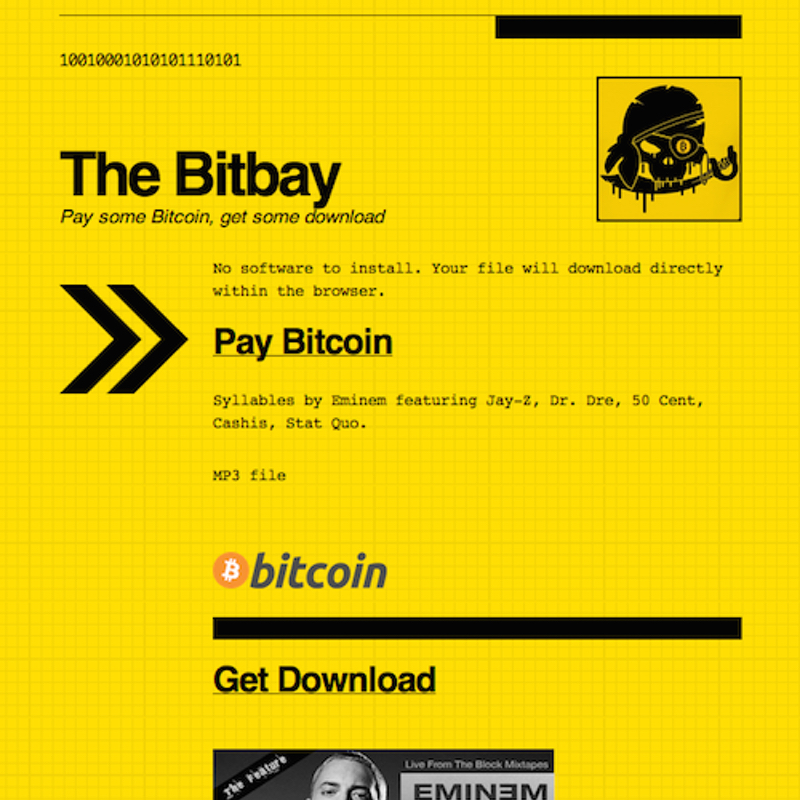 10010001010101110101
The Bitbay
Pay some Bitcoin, get some download
No software to install. Your file will download directly
within the browser.
Pay Bitcoin
Syllables by Eminem featuring Jay-Z, Dr. Dre, 50 Cent,
Cashis, Stat Quo.
MP3 file
bitcoin
Get Download
The Feature
Live From The Block Mixtapes
EMINEM